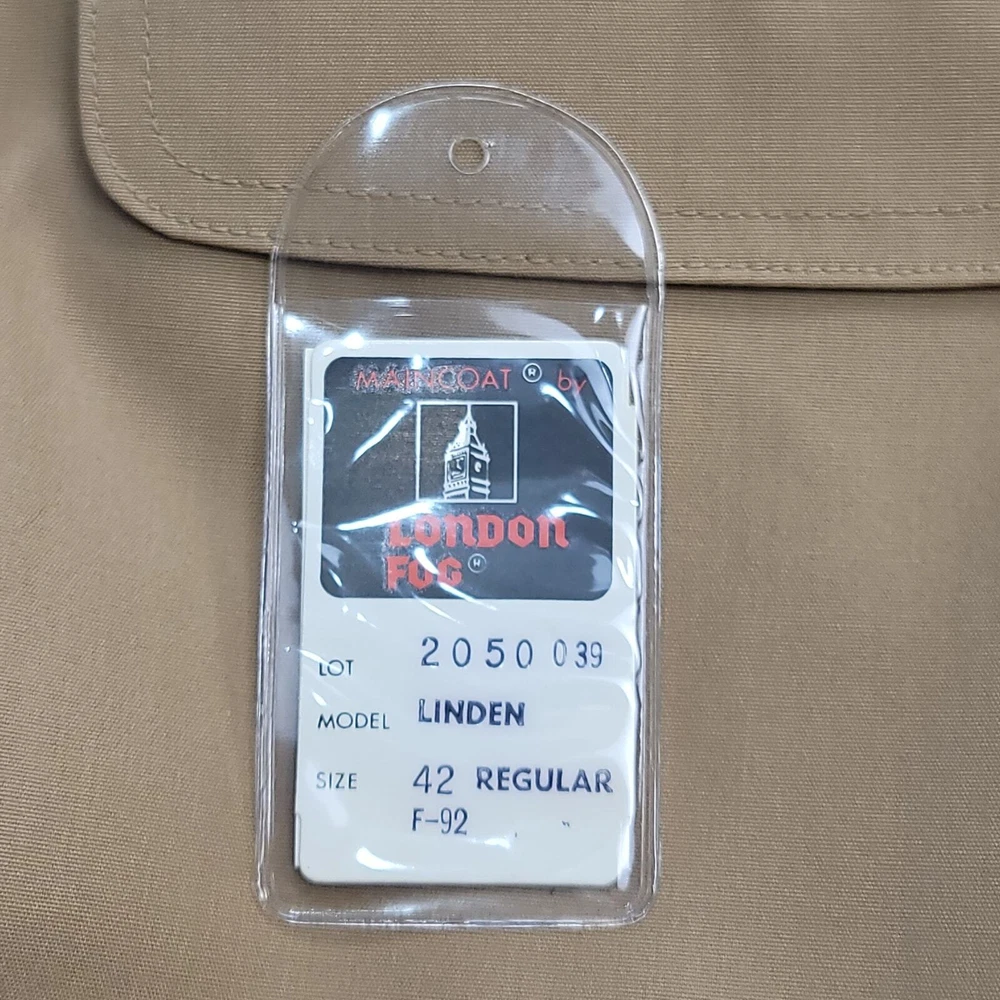 MAINCOAT® by
LONDON
FOG®
LOT 2050 039
MODEL LINDEN
SIZE 42 REGULAR
F-92